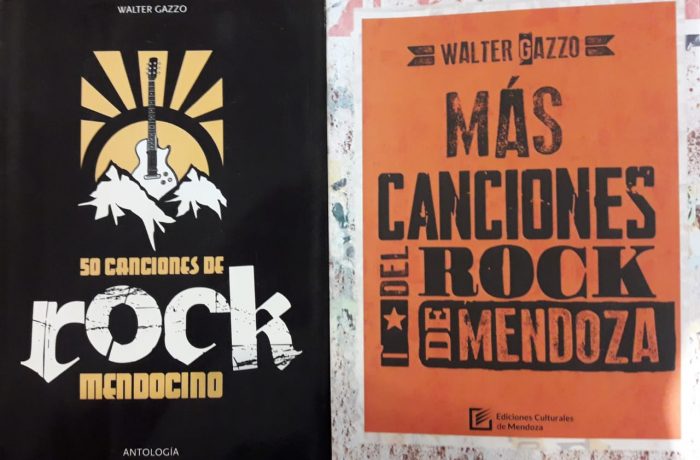 WALTER GAZZO
50 CANCIONES DE
rock
MENDOCINO
ANTOLOGÍA
WALTER GAZZO
MÁS
CANCIONES
DEL
ROCK
DE MENDOZA
Ediciones Culturales
de Mendoza